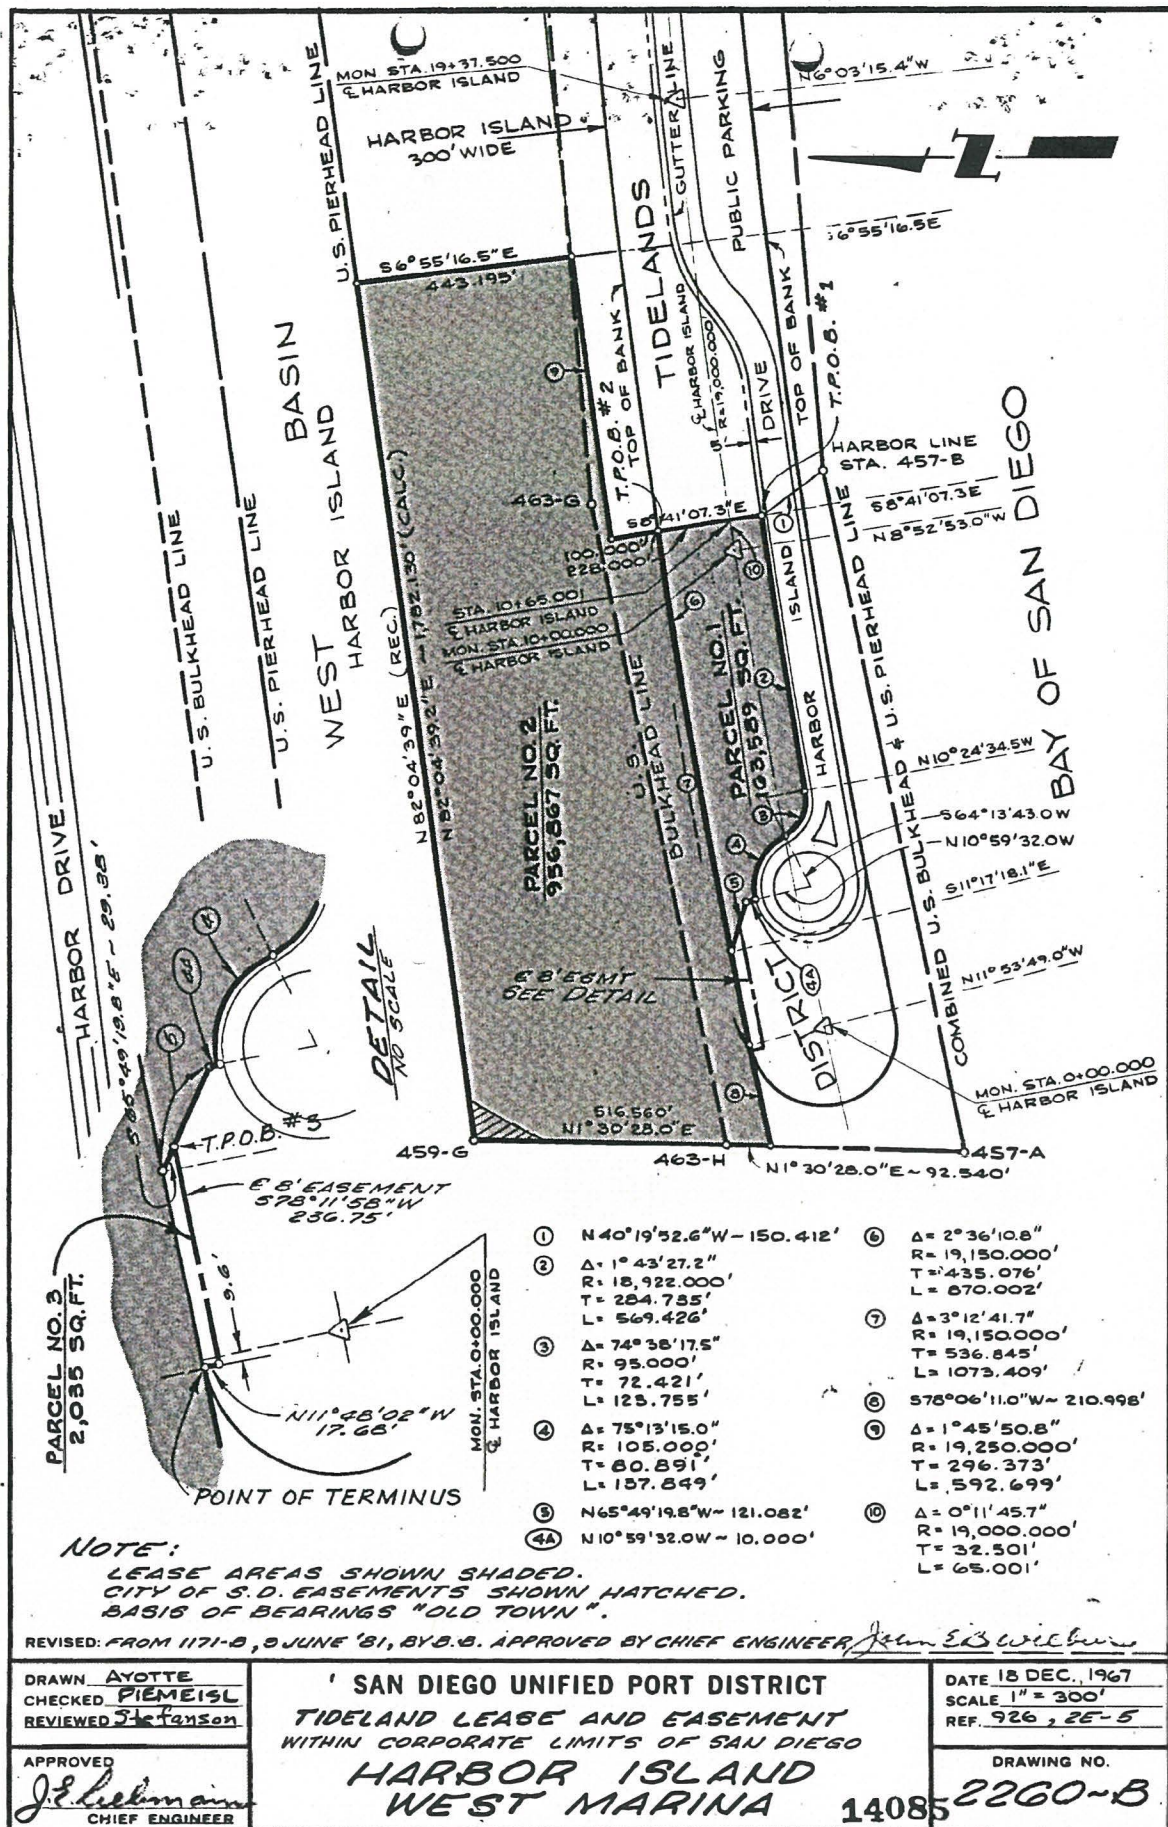 MON. STA. 19+37.500
℄ HARBOR ISLAND
HARBOR ISLAND
300' WIDE
U.S. PIERHEAD LINE
GUTTER LINE
PUBLIC PARKING
N6°03'15.4"W
S6°55'16.5"E
443.195'
S6°55'16.5E
TIDELANDS
T.P.O.B. #2
TOP OF BANK
℄ HARBOR ISLAND
R=19,000.000'
DRIVE
TOP OF BANK
T.P.O.B. #1
BASIN
WEST
HARBOR ISLAND
U.S. BULKHEAD LINE
U.S. PIERHEAD LINE
HARBOR LINE
STA. 457-B
463-G
S8°41'07.3"E
100.000'
228.000'
S8°41'07.3E
N8°52'53.0"W
STA. 10+65.001
℄ HARBOR ISLAND
MON. STA. 10+00.000
℄ HARBOR ISLAND
N82°04'39"E (REC.)
N82°04'39.2"E ~ 1,782.130' (CALC.)
PARCEL NO. 2
956,867 SQ. FT.
U.S.
BULKHEAD LINE
PARCEL NO. 1
103,589 SQ. FT.
HARBOR ISLAND
BAY OF SAN DIEGO
N10°24'34.5W
S64°13'43.0W
N10°59'32.0W
S11°17'18.1"E
N11°53'49.0"W
COMBINED U.S. BULKHEAD & U.S. PIERHEAD LINE
HARBOR DRIVE
S65°49'19.8"E ~ 29.38'
DETAIL
NO SCALE
℄ 8' ESMT
SEE DETAIL
DISTRICT
MON. STA. 0+00.000
℄ HARBOR ISLAND
516.560'
N1°30'28.0"E
459-G
463-H
457-A
N1°30'28.0"E ~ 92.540'
T.P.O.B. #3
℄ 8' EASEMENT
S78°11'58"W
236.75'
PARCEL NO. 3
2,035 SQ. FT.
9.6'
MON. STA. 0+00.000
℄ HARBOR ISLAND
N11°48'02"W
17.68'
POINT OF TERMINUS
① N40°19'52.6"W ~ 150.412'
② Δ= 1°43'27.2"
R= 18,922.000'
T= 284.735'
L= 569.426'
③ Δ= 74°38'17.5"
R= 95.000'
T= 72.421'
L= 123.755'
④ Δ= 75°13'15.0"
R= 105.000'
T= 80.891'
L= 137.849'
⑤ N65°49'19.8"W ~ 121.082'
4A N10°59'32.0W ~ 10.000'
⑥ Δ= 2°36'10.8"
R= 19,150.000'
T= 435.076'
L= 870.002'
⑦ Δ= 3°12'41.7"
R= 19,150.000'
T= 536.845'
L= 1073.409'
⑧ S78°06'11.0"W ~ 210.998'
⑨ Δ= 1°45'50.8"
R= 19,250.000'
T= 296.373'
L= 592.699'
⑩ Δ= 0°11'45.7"
R= 19,000.000'
T= 32.501'
L= 65.001'
NOTE:
LEASE AREAS SHOWN SHADED.
CITY OF S.D. EASEMENTS SHOWN HATCHED.
BASIS OF BEARINGS "OLD TOWN".
REVISED: FROM 1171-B, 9 JUNE '81, BY B.B. APPROVED BY CHIEF ENGINEER
DRAWN AYOTTE
CHECKED PIEMEISL
REVIEWED Stefanson
APPROVED
CHIEF ENGINEER
SAN DIEGO UNIFIED PORT DISTRICT
TIDELAND LEASE AND EASEMENT
WITHIN CORPORATE LIMITS OF SAN DIEGO
HARBOR ISLAND
WEST MARINA
14085
DATE 18 DEC., 1967
SCALE 1" = 300'
REF. 926, 2E-5
DRAWING NO.
2260~B